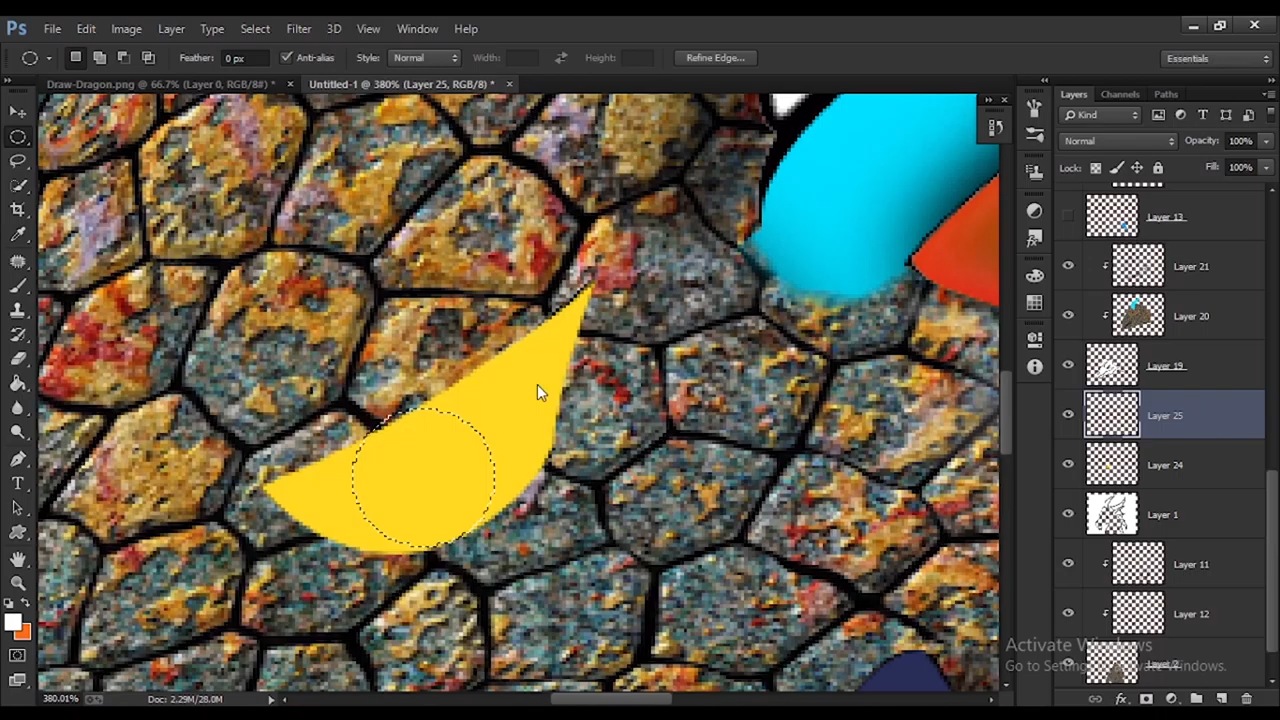 Ps File Edit Image Layer Type Select Filter 3D View Window Help
Feather: 0 px Anti-alias Style: Normal Width: Height: Refine Edge... Essentials
Draw-Dragon.png @ 66.7% (Layer 0, RGB/8#) * × Untitled-1 @ 380% (Layer 25, RGB/8) * ×
Layers Channels Paths
Kind
Normal Opacity: 100%
Lock: Fill: 100%
Layer 13
Layer 21
Layer 20
Layer 19
Layer 25
Layer 24
Layer 1
Layer 11
Layer 12
Activate Windows
Go to Settings to activate Windows.
380.01% Doc: 2.29M/28.0M